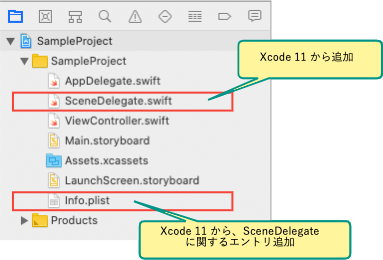 SampleProject
SampleProject
Xcode 11 から追加
AppDelegate.swift
SceneDelegate.swift
ViewController.swift
Main.storyboard
Assets.xcassets
LaunchScreen.storyboard
Info.plist
Products
Xcode 11 から、SceneDelegate
に関するエントリ追加